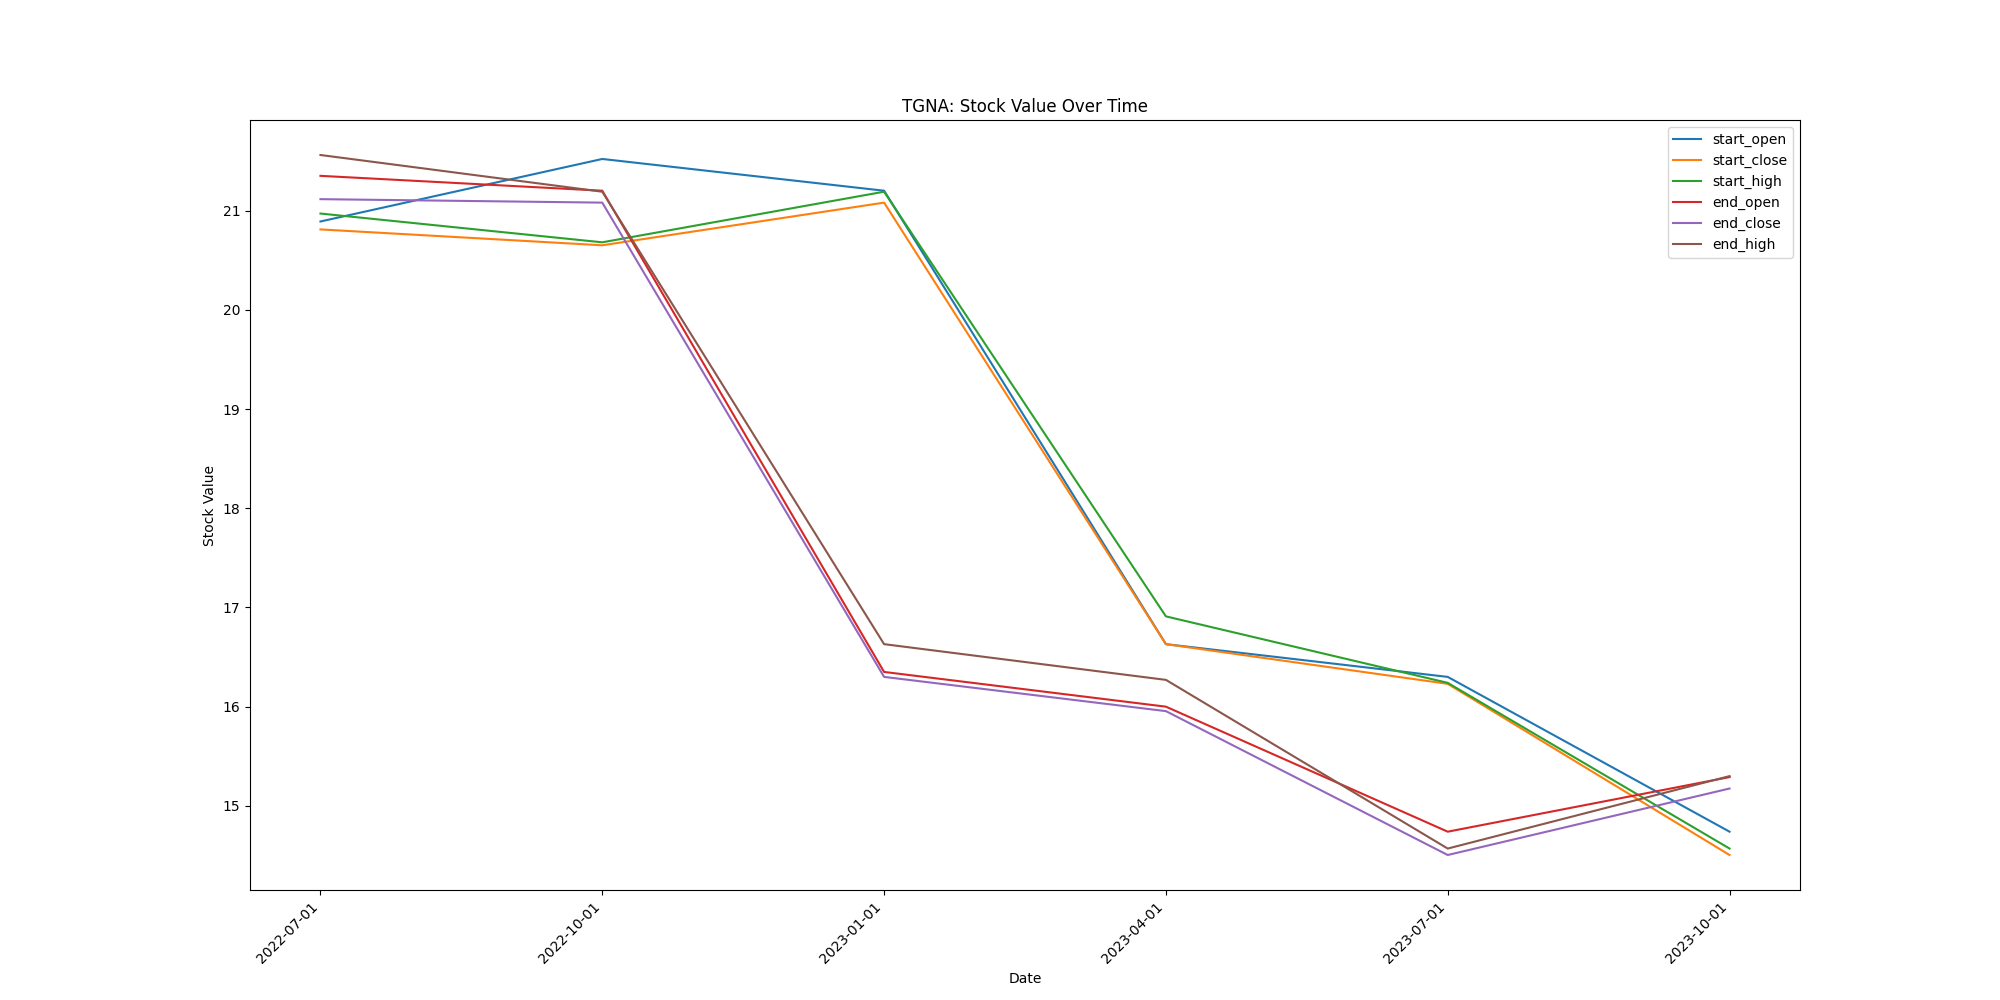 TGNA: Stock Value Over Time
start_open
start_close
start_high
end_open
end_close
end_high
21
20
19
18
17
16
15
Stock Value
2022-07-01
2022-10-01
2023-01-01
2023-04-01
2023-07-01
2023-10-01
Date